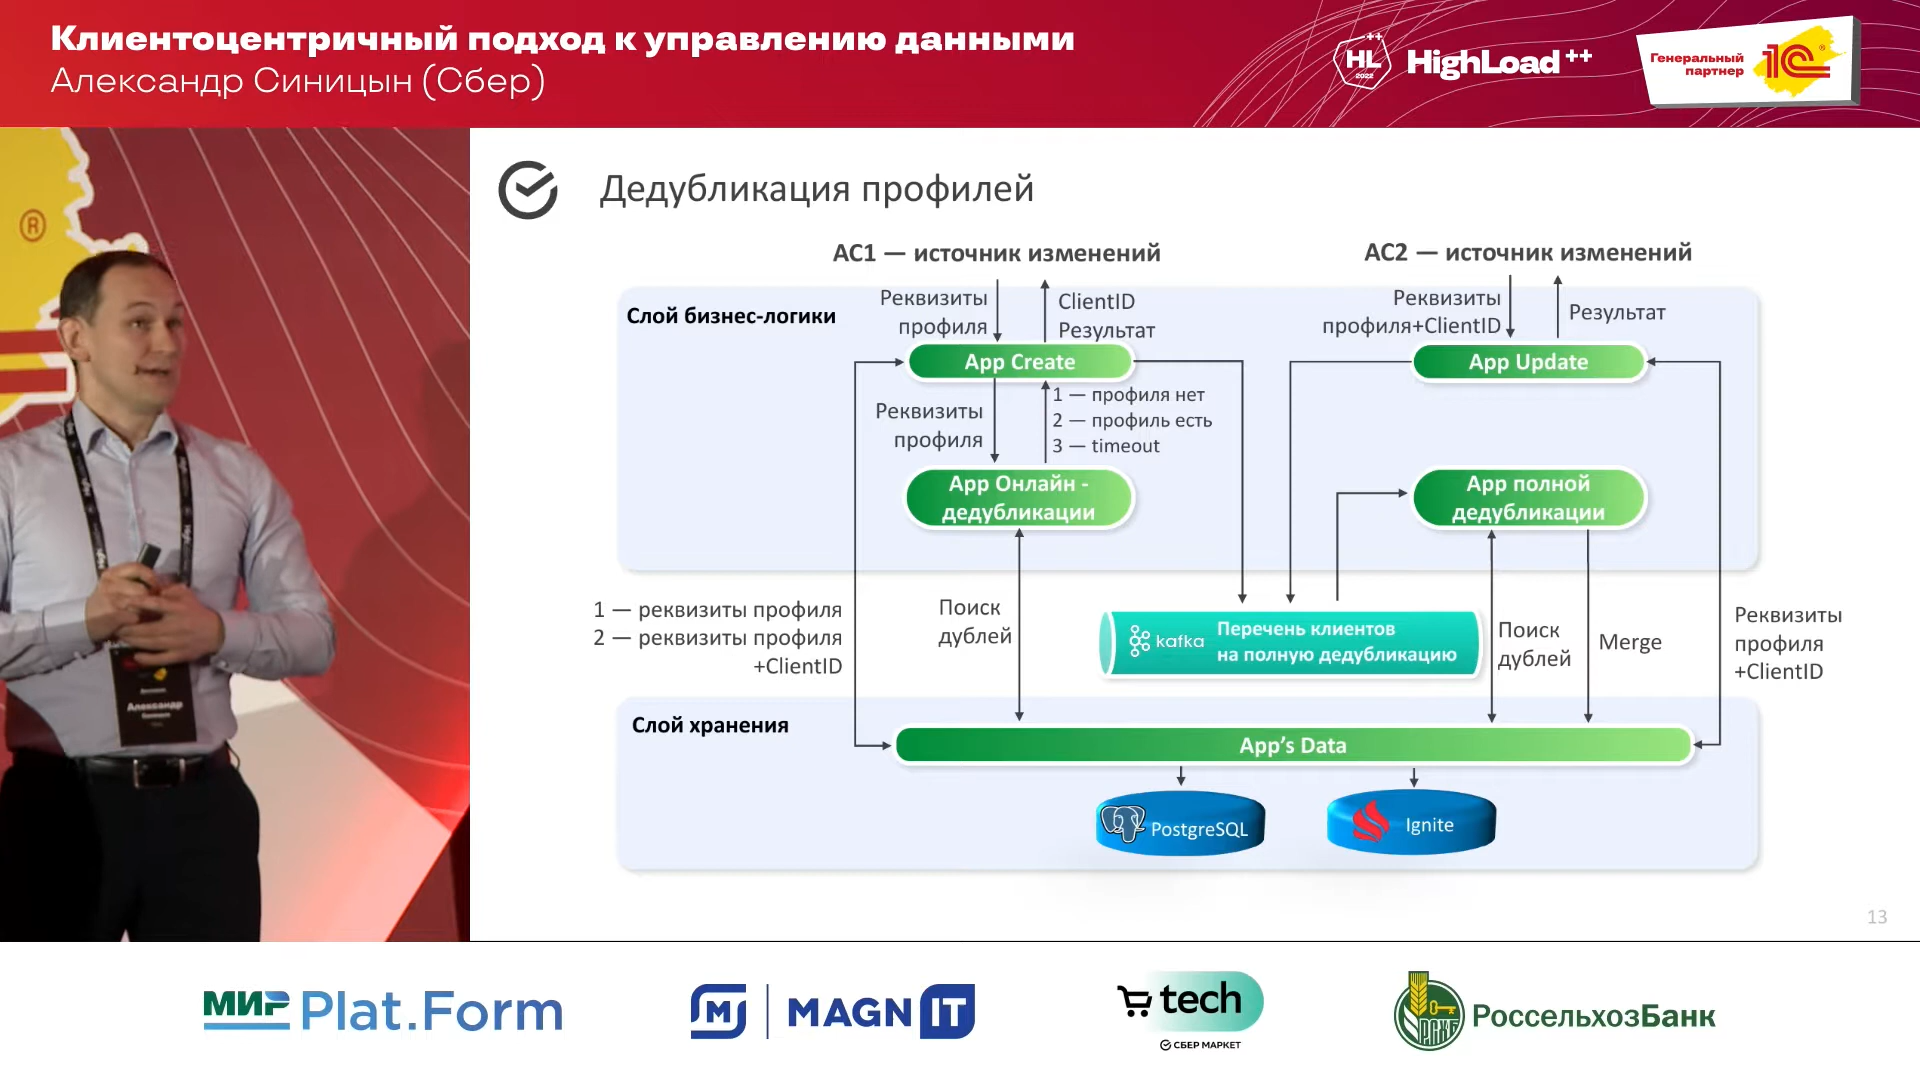 Клиентоцентричный подход к управлению данными
Александр Синицын (Сбер)
HL
++
2022
HighLoad++
Генеральный
партнер
1С
®
®
Дедубликация профилей
АС1 — источник изменений
АС2 — источник изменений
Слой бизнес-логики
Реквизиты
профиля
ClientID
Результат
Реквизиты
профиля+ClientID
Результат
App Create
App Update
Реквизиты
профиля
1 — профиля нет
2 — профиль есть
3 — timeout
App Онлайн -
дедубликации
App полной
дедубликации
1 — реквизиты профиля
2 — реквизиты профиля
+ClientID
Поиск
дублей
kafka
Перечень клиентов
на полную дедубликацию
Поиск
дублей
Merge
Реквизиты
профиля
+ClientID
Слой хранения
App’s Data
PostgreSQL
Ignite
13
Александр
МИР Plat.Form
M MAGNIT
tech
СБЕР МАРКЕТ
РСХБ
РоссельхозБанк